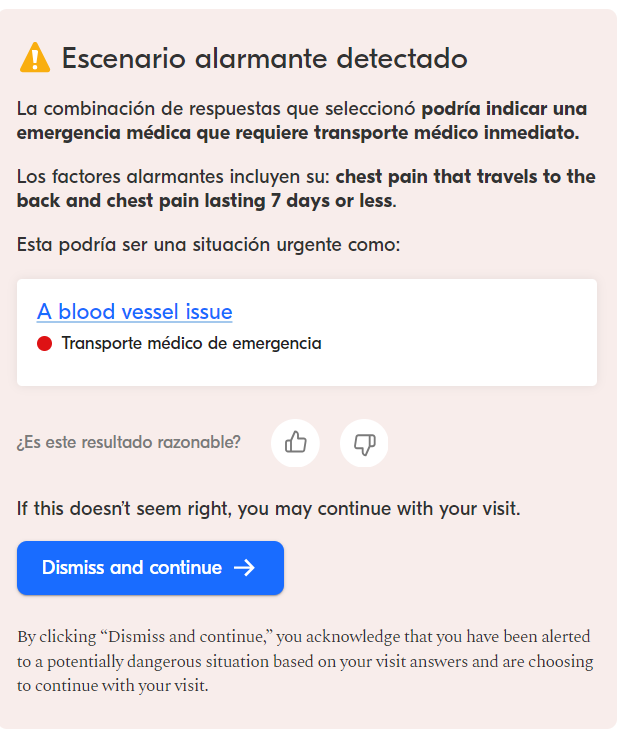 Escenario alarmante detectado
La combinación de respuestas que seleccionó podría indicar una
emergencia médica que requiere transporte médico inmediato.
Los factores alarmantes incluyen su: chest pain that travels to the
back and chest pain lasting 7 days or less.
Esta podría ser una situación urgente como:
A blood vessel issue
Transporte médico de emergencia
¿Es este resultado razonable?
If this doesn’t seem right, you may continue with your visit.
Dismiss and continue →
By clicking “Dismiss and continue,” you acknowledge that you have been alerted
to a potentially dangerous situation based on your visit answers and are choosing
to continue with your visit.